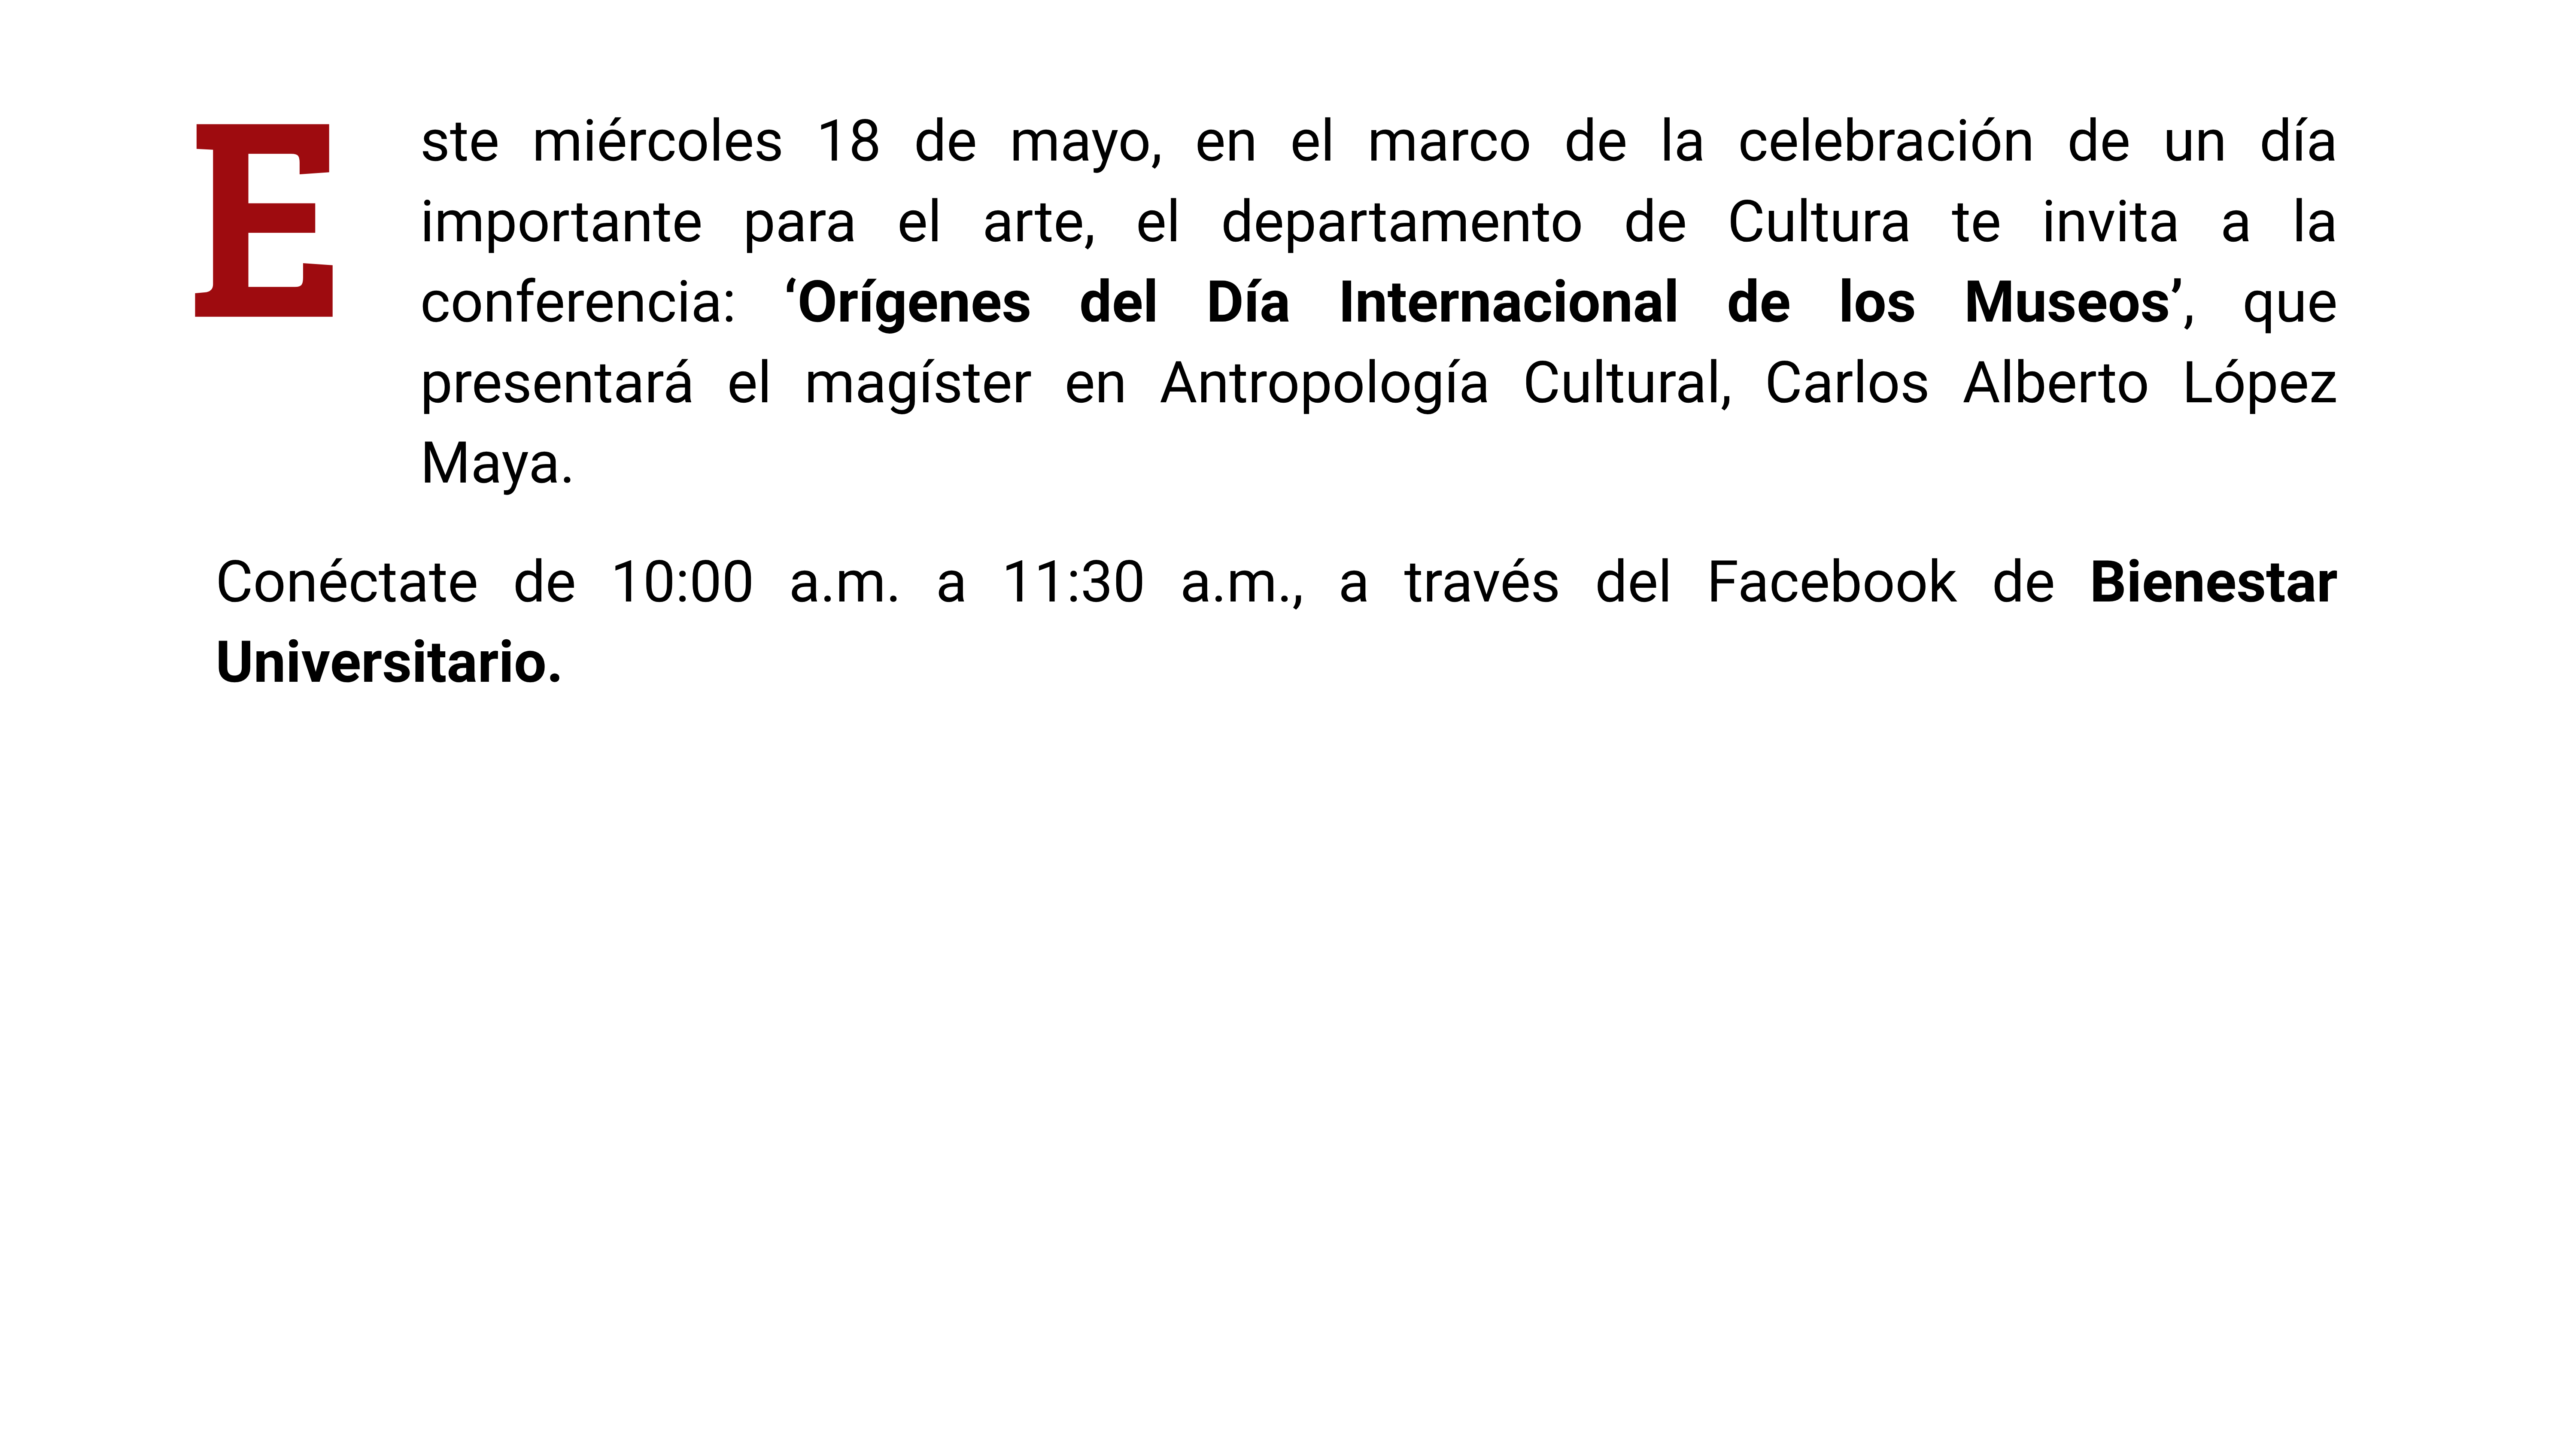 Este miércoles 18 de mayo, en el marco de la celebración de un día
importante para el arte, el departamento de Cultura te invita a la
conferencia: ‘Orígenes del Día Internacional de los Museos’, que
presentará el magíster en Antropología Cultural, Carlos Alberto López
Maya.
Conéctate de 10:00 a.m. a 11:30 a.m., a través del Facebook de Bienestar
Universitario.